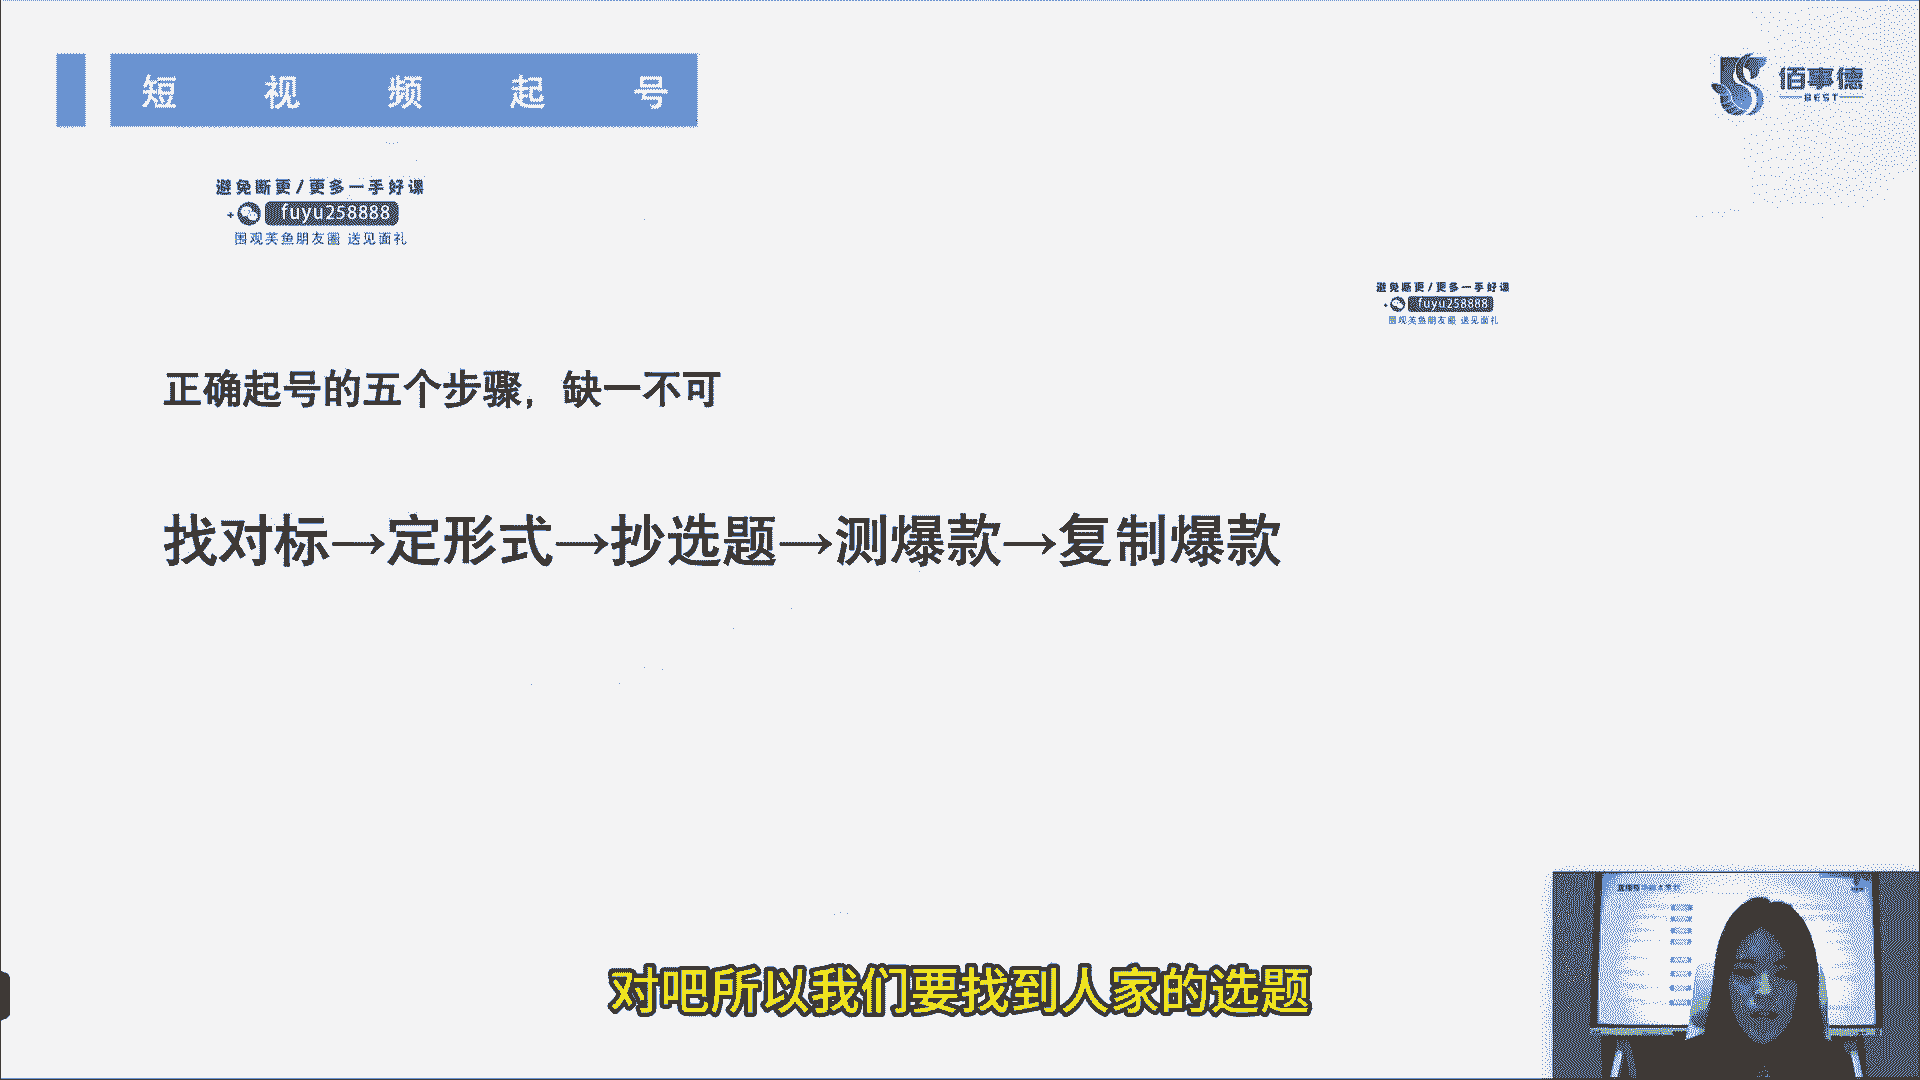 短视频起号
佰事德
BEST
避免断更/更多一手好课
+ fuyu258888
围观芙鱼朋友圈 送见面礼
避免断更/更多一手好课
+ fuyu258888
围观芙鱼朋友圈 送见面礼
正确起号的五个步骤，缺一不可
找对标→定形式→抄选题→测爆款→复制爆款
对吧所以我们要找到人家的选题